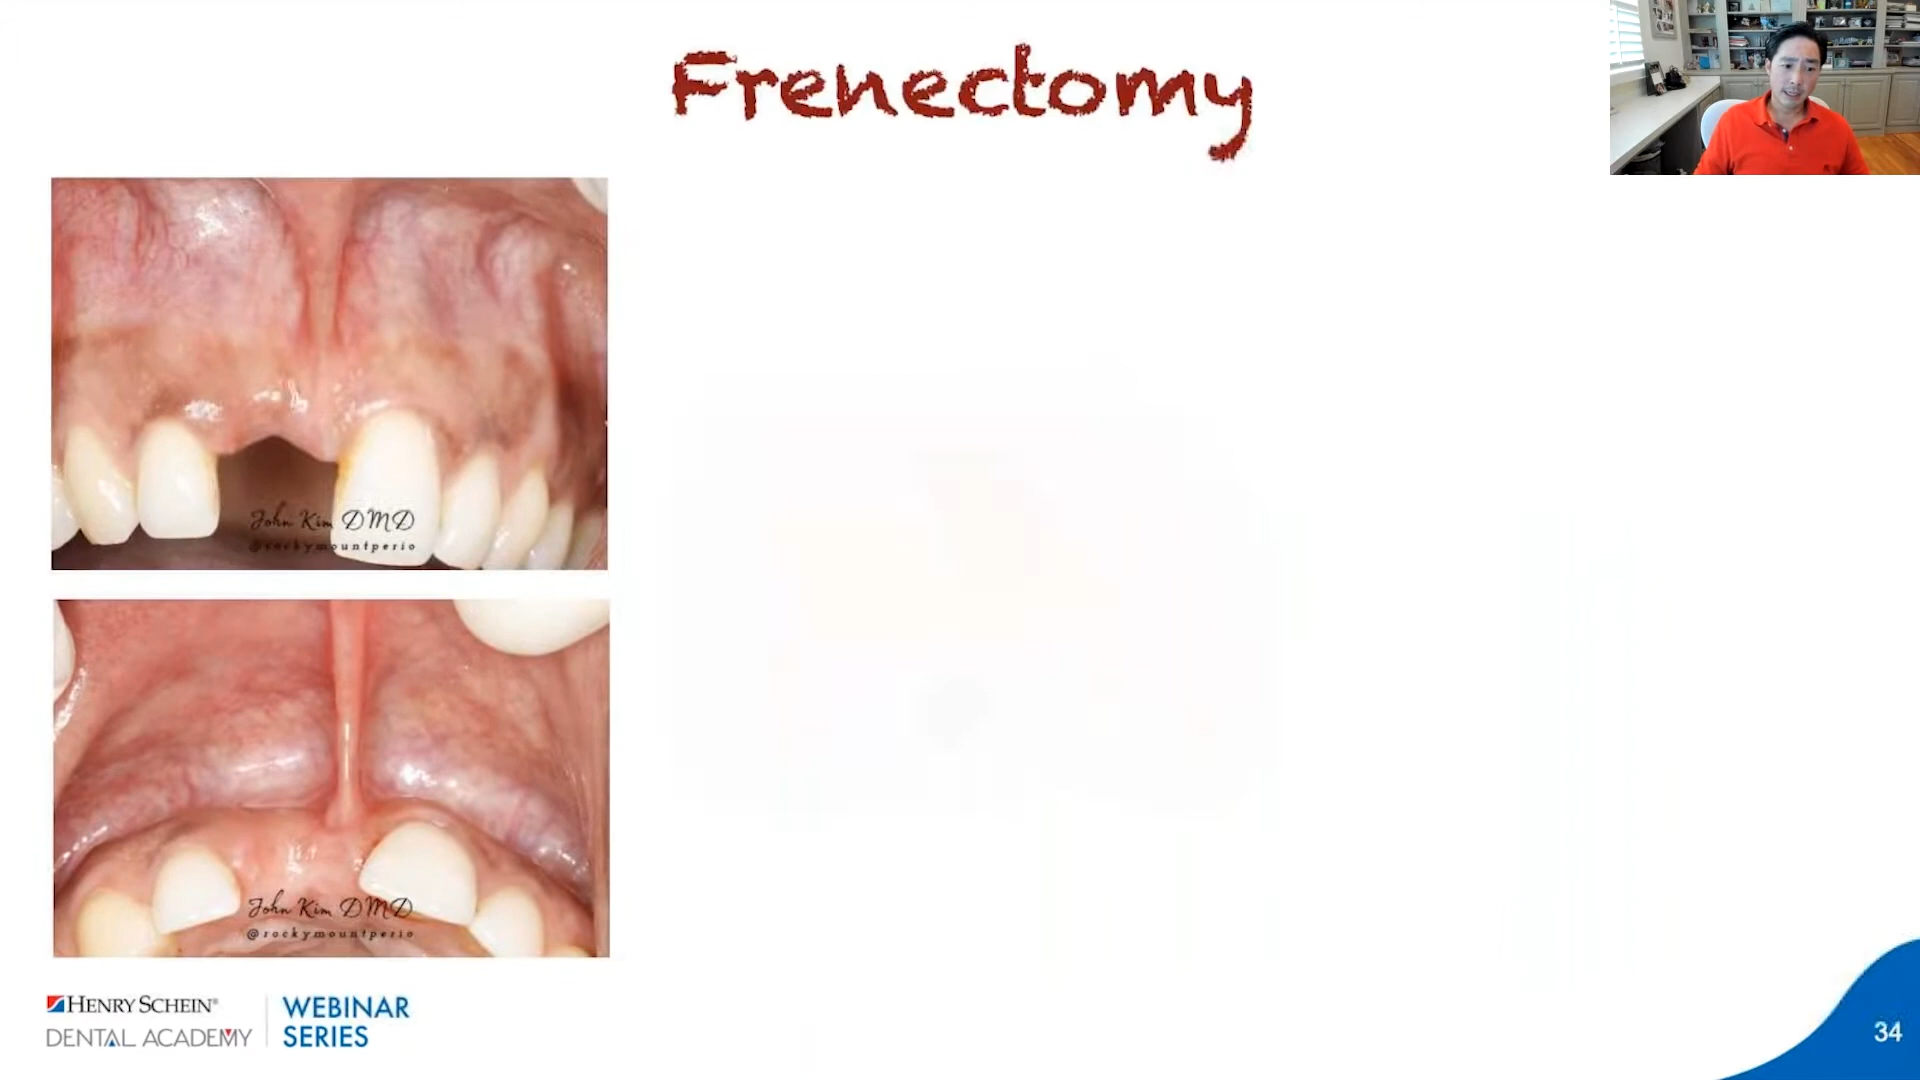 Frenectomy
John Kim DMD
@rockymountperio
John Kim DMD
@rockymountperio
HENRY SCHEIN®
DENTAL ACADEMY
WEBINAR
SERIES
34